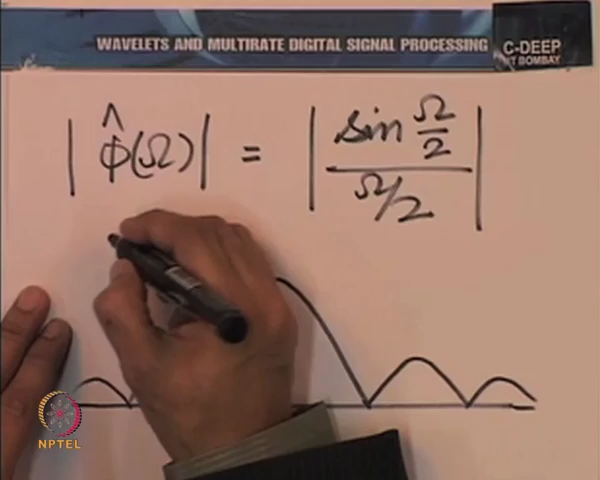 WAVELETS AND MULTIRATE DIGITAL SIGNAL PROCESSING
C-DEEP
IIT BOMBAY
|ϕ̂(Ω)| = |sin Ω/2 / Ω/2|
NPTEL